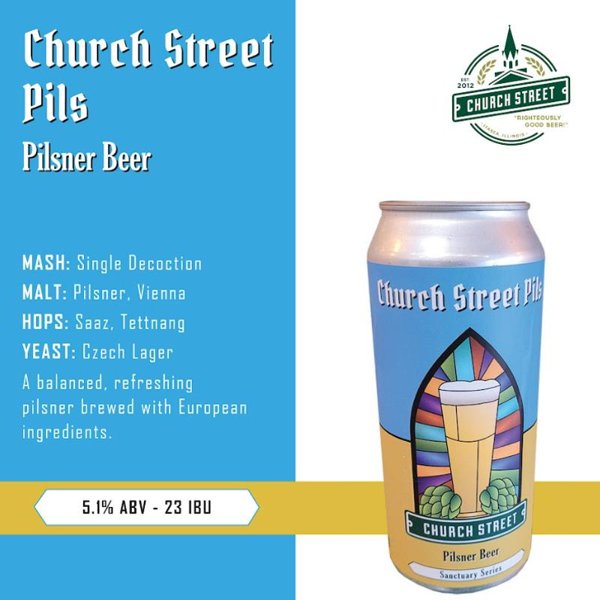 Church Street
Pils
Pilsner Beer
MASH: Single Decoction
MALT: Pilsner, Vienna
HOPS: Saaz, Tettnang
YEAST: Czech Lager
A balanced, refreshing
pilsner brewed with European
ingredients.
5.1% ABV - 23 IBU
EST.
2012
CHURCH STREET
"RIGHTEOUSLY
GOOD BEER!"
ITASCA, ILLINOIS
Church Street Pils
CHURCH STREET
Pilsner Beer
Sanctuary Series